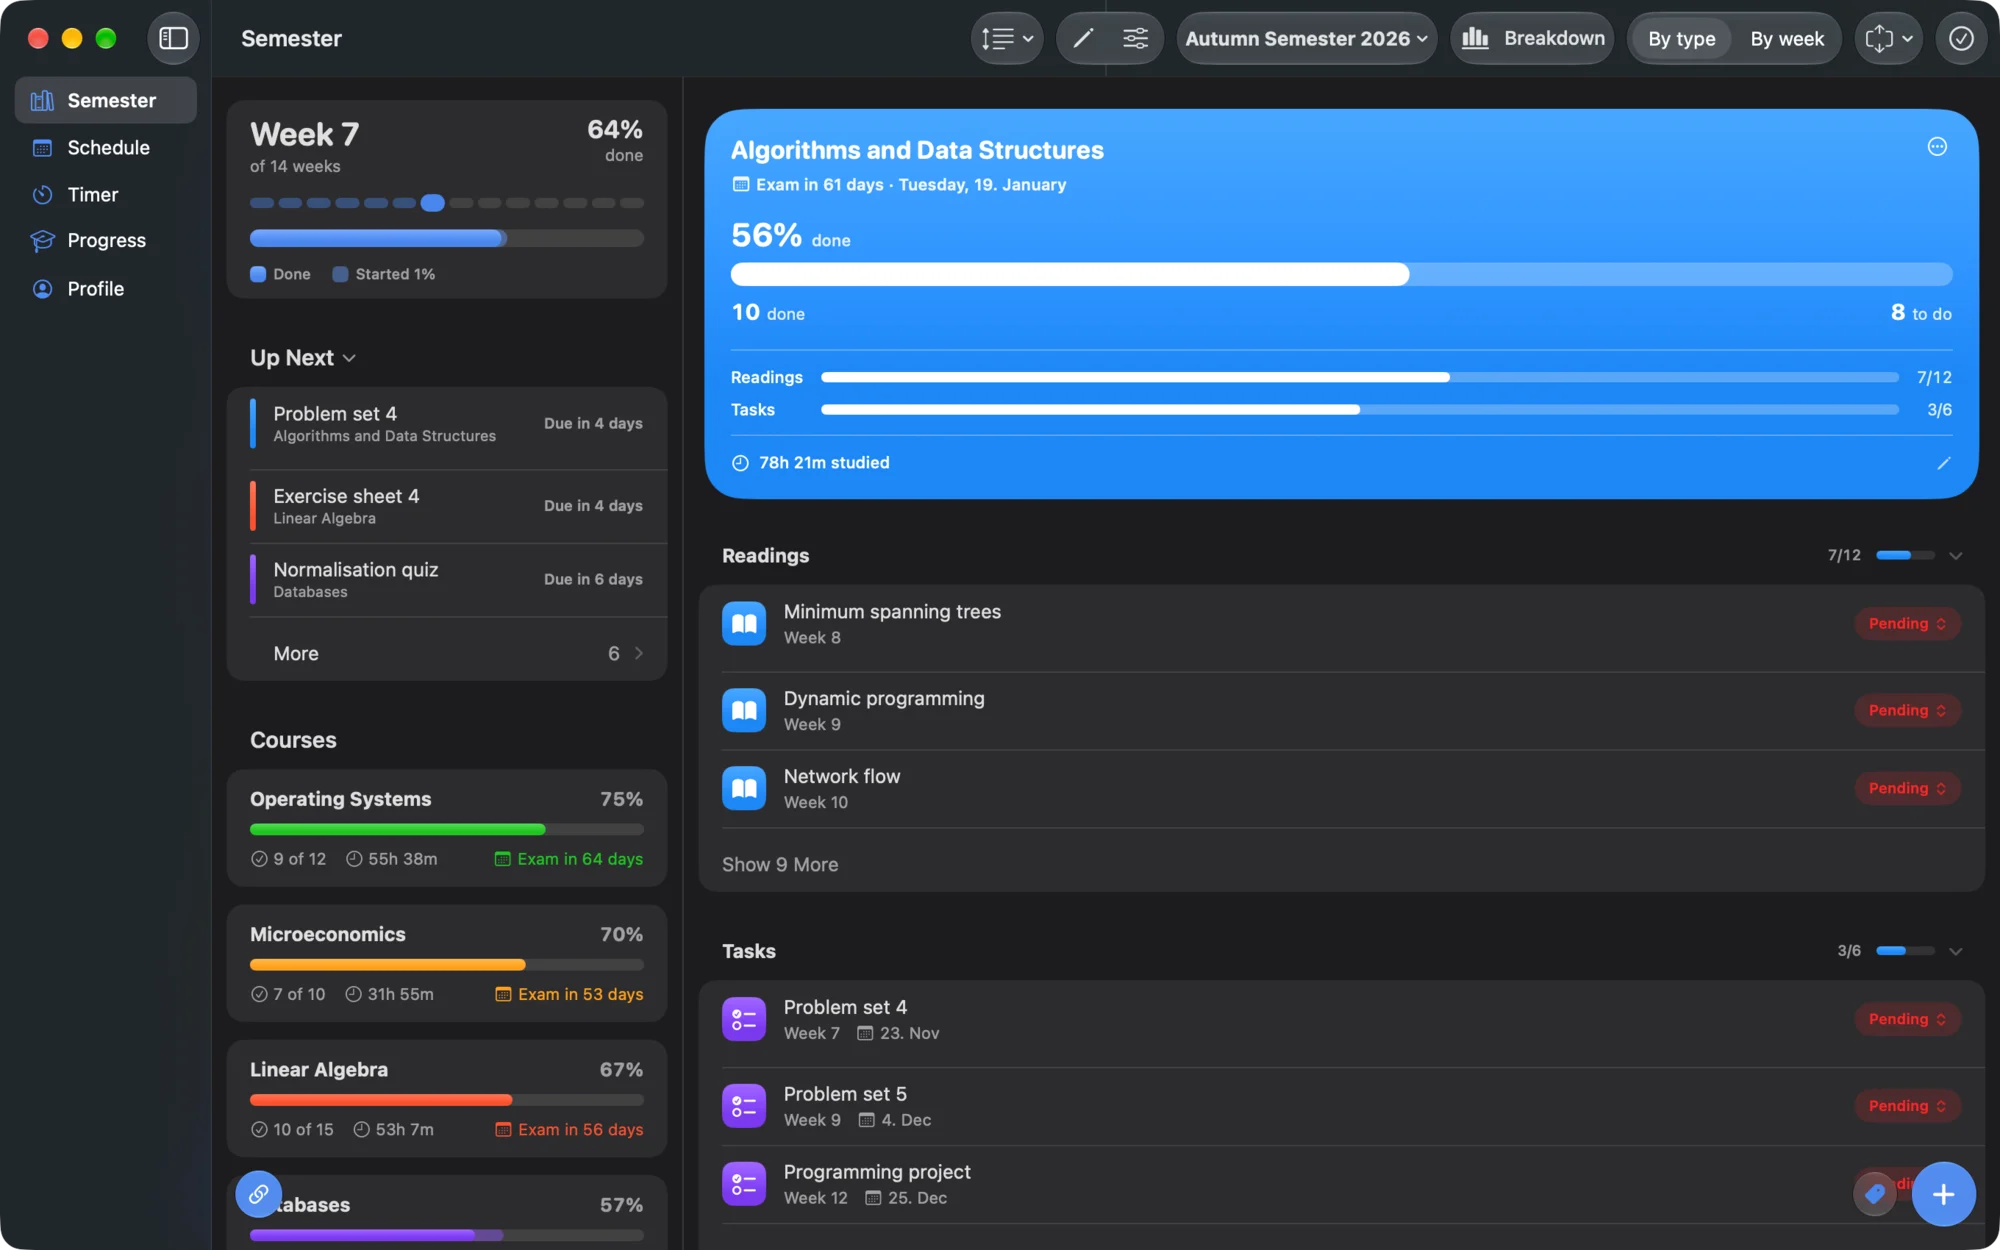 Semester
Autumn Semester 2026
Breakdown
By type
By week
Semester
Schedule
Timer
Progress
Profile
Week 7
64%
of 14 weeks
done
Done
Started 1%
Up Next
Problem set 4
Algorithms and Data Structures
Due in 4 days
Exercise sheet 4
Linear Algebra
Due in 4 days
Normalisation quiz
Databases
Due in 6 days
More
6
Courses
Operating Systems
75%
9 of 12
55h 38m
Exam in 64 days
Microeconomics
70%
7 of 10
31h 55m
Exam in 53 days
Linear Algebra
67%
10 of 15
53h 7m
Exam in 56 days
tabases
57%
Algorithms and Data Structures
Exam in 61 days · Tuesday, 19. January
56% done
10 done
8 to do
Readings
7/12
Tasks
3/6
78h 21m studied
Readings
7/12
Minimum spanning trees
Week 8
Pending
Dynamic programming
Week 9
Pending
Network flow
Week 10
Pending
Show 9 More
Tasks
3/6
Problem set 4
Week 7
23. Nov
Pending
Problem set 5
Week 9
4. Dec
Pending
Programming project
Week 12
25. Dec